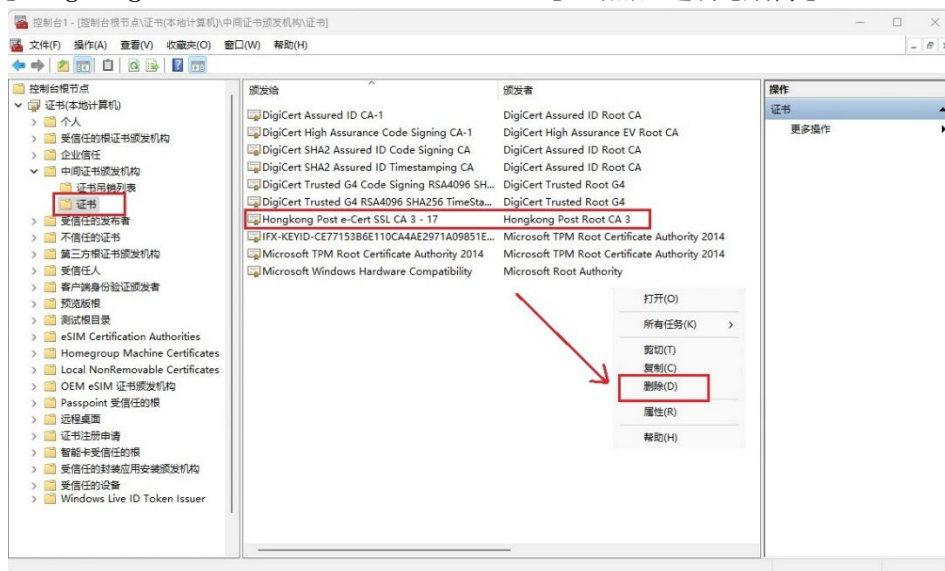 控制台1 - [控制台根节点\证书(本地计算机)\中间证书颁发机构\证书]
文件(F) 操作(A) 查看(V) 收藏夹(O) 窗口(W) 帮助(H)
控制台根节点
证书(本地计算机)
个人
受信任的根证书颁发机构
企业信任
中间证书颁发机构
证书吊销列表
证书
受信任的发布者
不信任的证书
第三方根证书颁发机构
受信任人
客户端身份验证颁发者
预览版根
测试根目录
eSIM Certification Authorities
Homegroup Machine Certificates
Local NonRemovable Certificates
OEM eSIM 证书颁发机构
Passpoint 受信任的根
远程桌面
证书注册申请
智能卡受信任的根
受信任的封装应用安装颁发机构
受信任的设备
Windows Live ID Token Issuer
颁发给 颁发者
DigiCert Assured ID CA-1 DigiCert Assured ID Root CA
DigiCert High Assurance Code Signing CA-1 DigiCert High Assurance EV Root CA
DigiCert SHA2 Assured ID Code Signing CA DigiCert Assured ID Root CA
DigiCert SHA2 Assured ID Timestamping CA DigiCert Assured ID Root CA
DigiCert Trusted G4 Code Signing RSA4096 SH... DigiCert Trusted Root G4
DigiCert Trusted G4 RSA4096 SHA256 TimeSta... DigiCert Trusted Root G4
Hongkong Post e-Cert SSL CA 3 - 17 Hongkong Post Root CA 3
IFX-KEYID-CE77153B6E110CA4AE2971A09851E... Microsoft TPM Root Certificate Authority 2014
Microsoft TPM Root Certificate Authority 2014 Microsoft TPM Root Certificate Authority 2014
Microsoft Windows Hardware Compatibility Microsoft Root Authority
打开(O)
所有任务(K)
剪切(T)
复制(C)
删除(D)
属性(R)
帮助(H)
操作
证书
更多操作